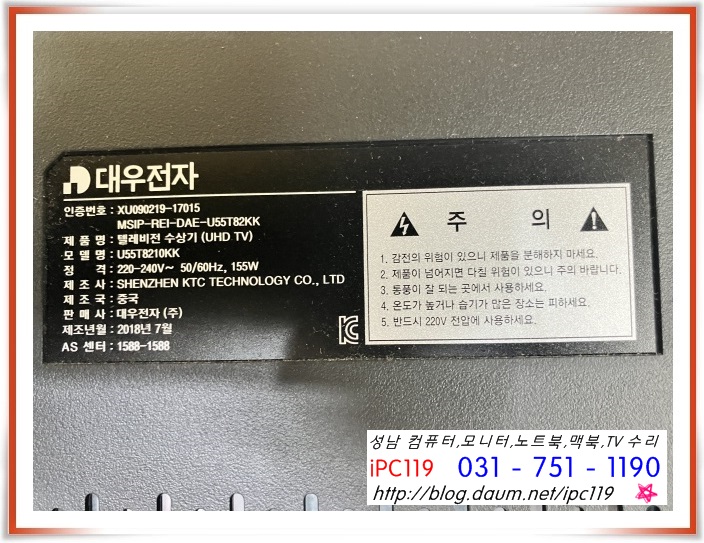 대우전자
인증번호 : XU090219-17015
MSIP-REI-DAE-U55T82KK
제 품 명 : 텔레비전 수상기 (UHD TV)
모 델 명 : U55T8210KK
정 격 : 220-240V~ 50/60Hz, 155W
제 조 사 : SHENZHEN KTC TECHNOLOGY CO., LTD
제 조 국 : 중국
판 매 사 : 대우전자 (주)
제조년월 : 2018년 7월
AS 센터 : 1588-1588
주 의
1. 감전의 위험이 있으니 제품을 분해하지 마세요.
2. 제품이 넘어지면 다칠 위험이 있으니 주의 바랍니다.
3. 통풍이 잘 되는 곳에서 사용하세요.
4. 온도가 높거나 습기가 많은 장소는 피하세요.
5. 반드시 220V 전압에 사용하세요.
성남 컴퓨터,모니터,노트북,맥북,TV 수리
iPC119 031 - 751 - 1190
http://blog.daum.net/ipc119